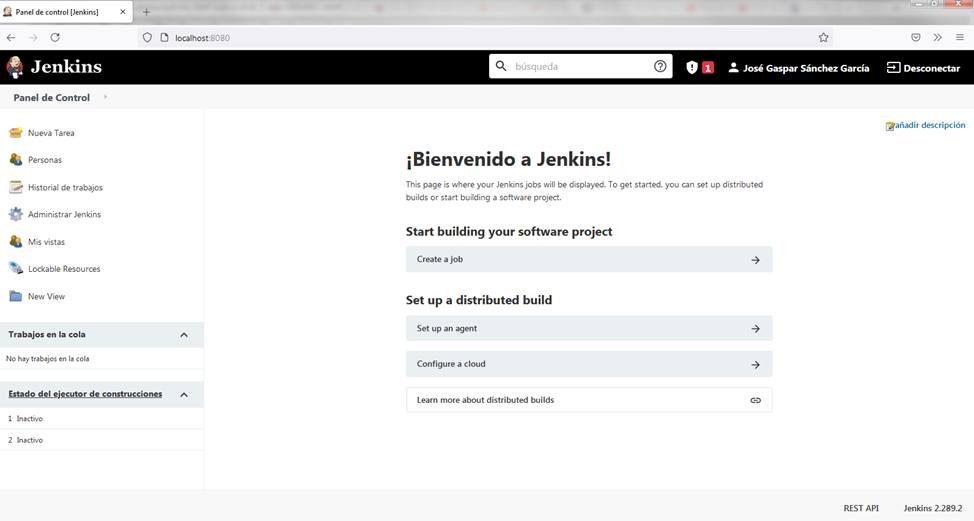 Panel de control [Jenkins]
localhost:8080
Jenkins
búsqueda
1
José Gaspar Sánchez García
Desconectar
Panel de Control
Nueva Tarea
Personas
Historial de trabajos
Administrar Jenkins
Mis vistas
Lockable Resources
New View
Trabajos en la cola
No hay trabajos en la cola
Estado del ejecutor de construcciones
1 Inactivo
2 Inactivo
añadir descripción
¡Bienvenido a Jenkins!
This page is where your Jenkins jobs will be displayed. To get started, you can set up distributed
builds or start building a software project.
Start building your software project
Create a job
Set up a distributed build
Set up an agent
Configure a cloud
Learn more about distributed builds
REST API
Jenkins 2.289.2